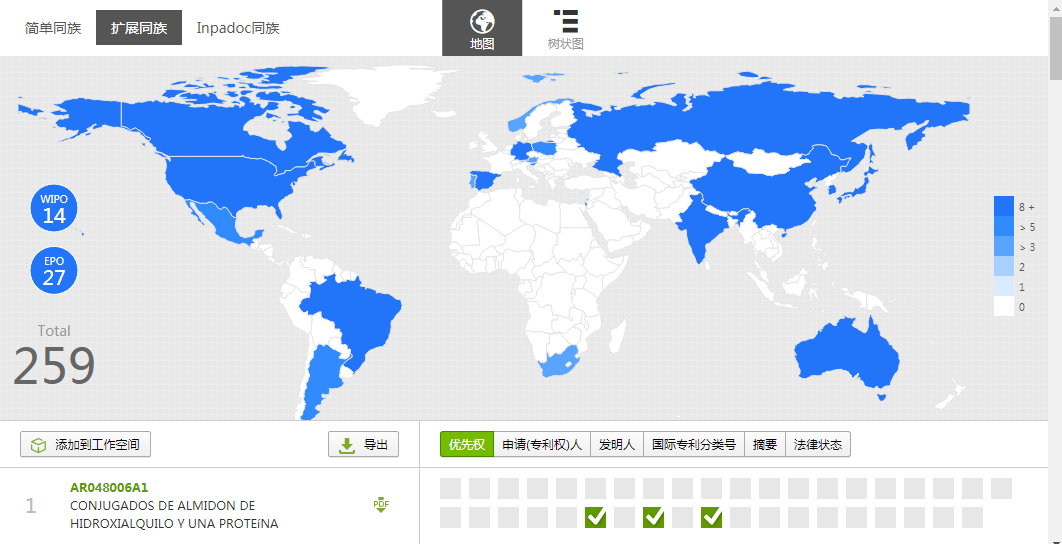 简单同族
扩展同族
Inpadoc同族
地图
树状图
WIPO
14
EPO
27
Total
259
8 +
> 5
> 3
2
1
0
添加到工作空间
导出
优先权
申请(专利权)人
发明人
国际专利分类号
摘要
法律状态
1
AR048006A1
CONJUGADOS DE ALMIDON DE
HIDROXIALQUILO Y UNA PROTEíNA
PDF